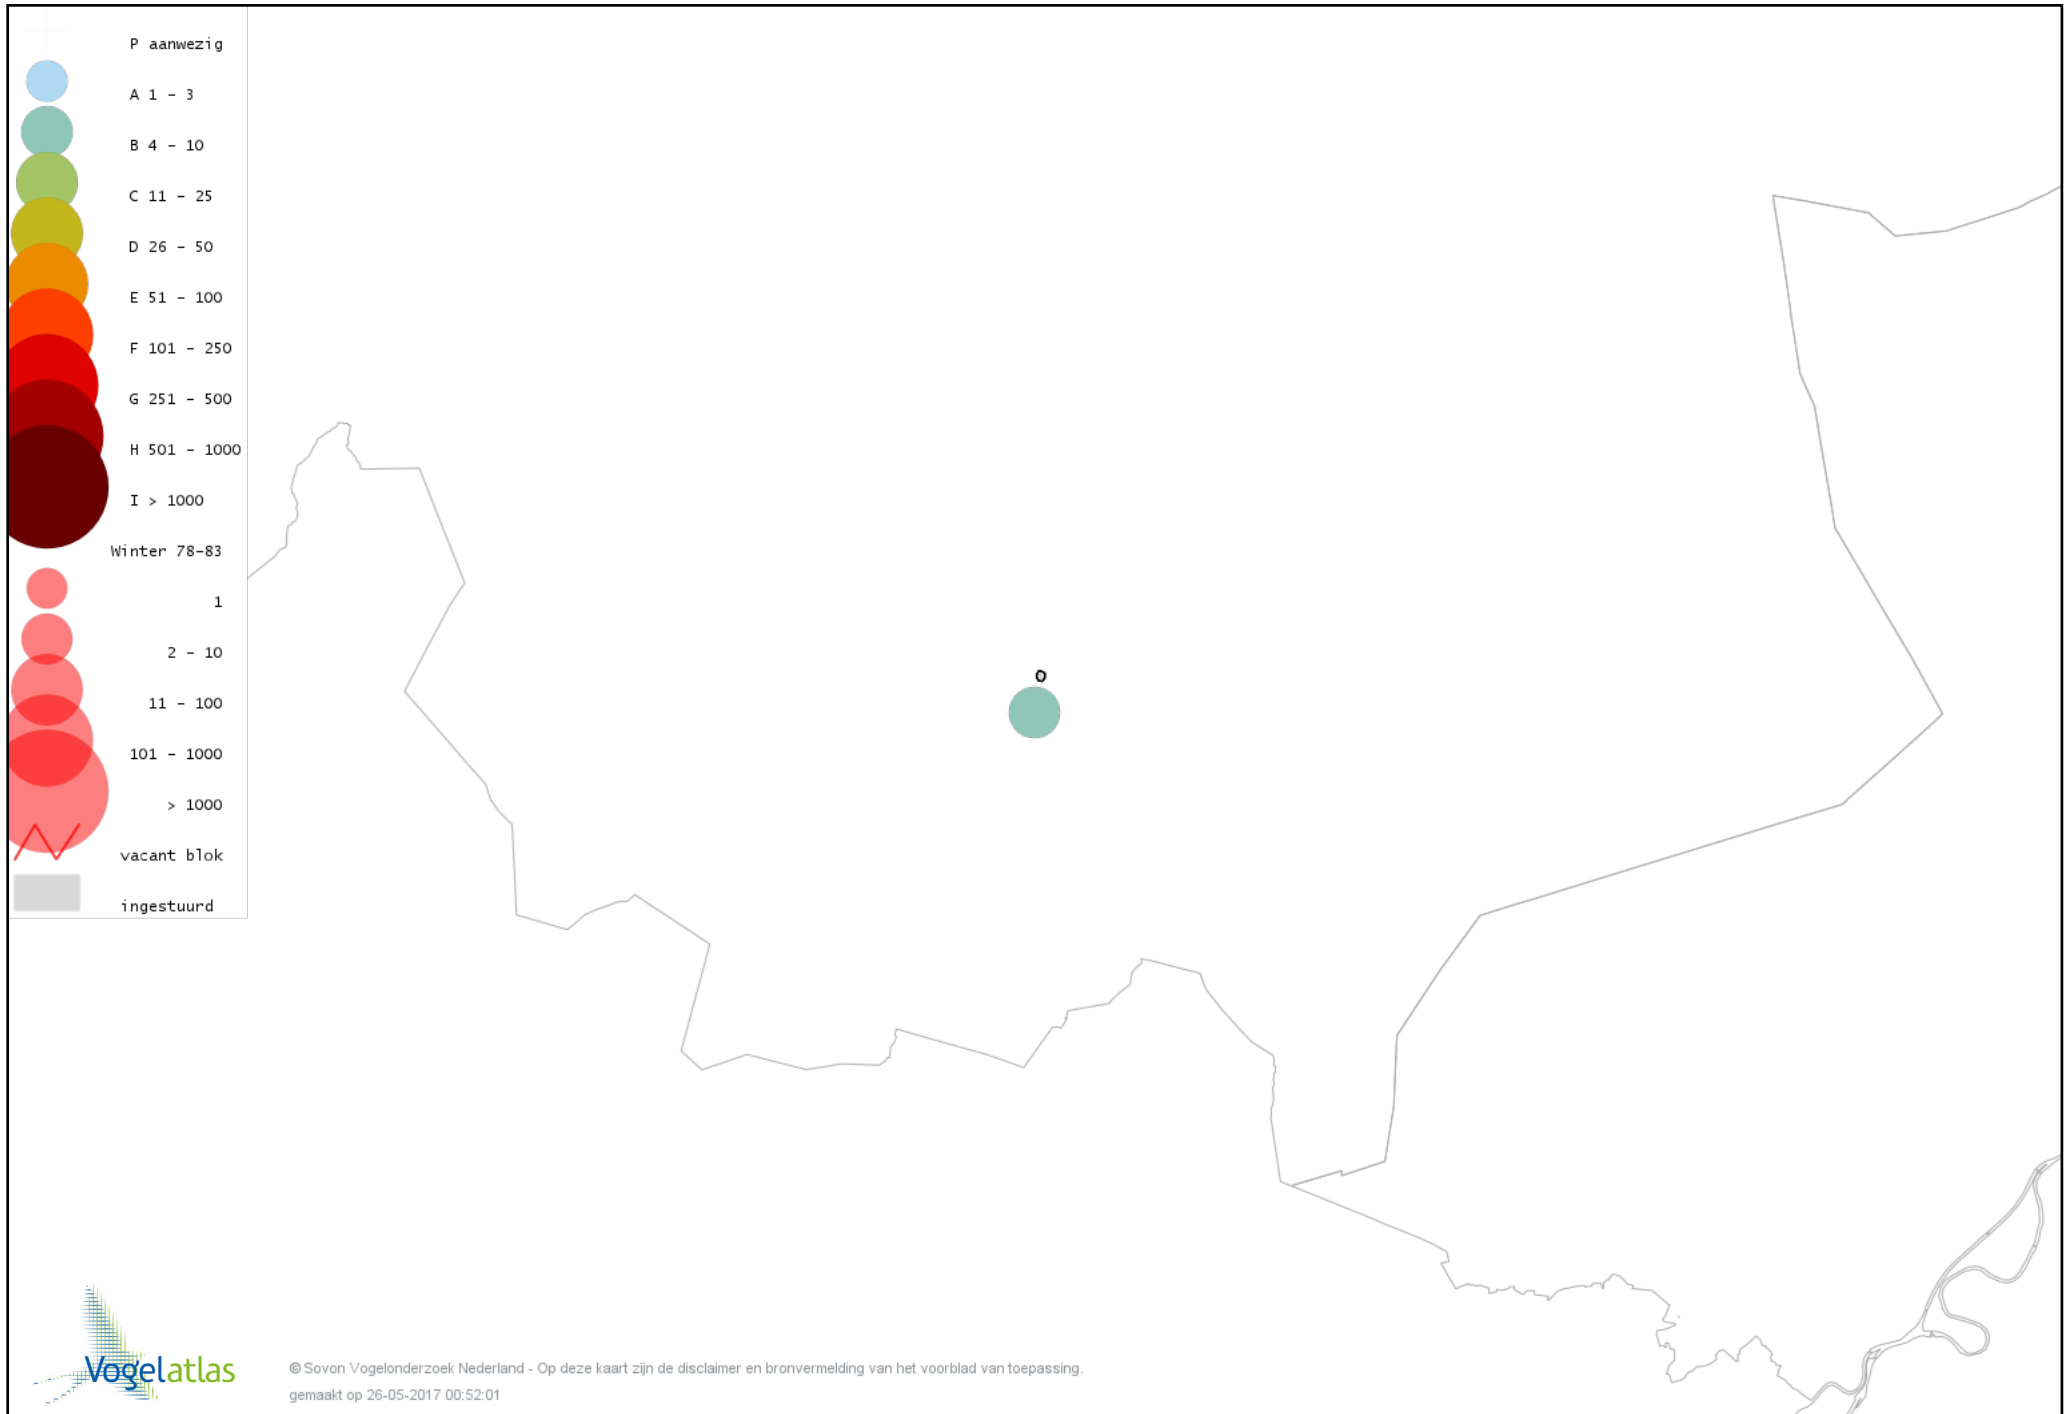 P aanwezig
A 1 - 3
B 4 - 10
C 11 - 25
D 26 - 50
E 51 - 100
F 101 - 250
G 251 - 500
H 501 - 1000
I > 1000
Winter 78-83
1
2 - 10
11 - 100
101 - 1000
> 1000
vacant blok
ingestuurd
o
Vogelatlas
© Sovon Vogelonderzoek Nederland - Op deze kaart zijn de disclaimer en bronvermelding van het voorblad van toepassing.
gemaakt op 26-05-2017 00:52:01